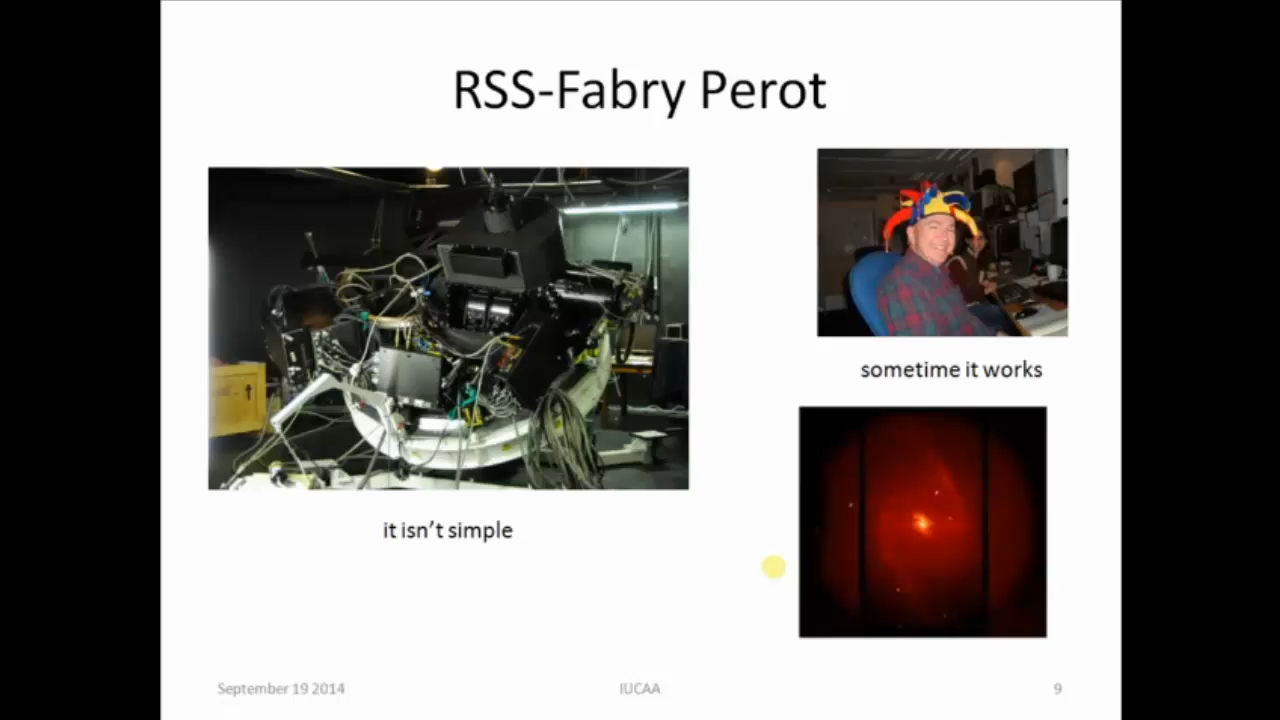 RSS-Fabry Perot
sometime it works
it isn’t simple
September 19 2014
IUCAA
9